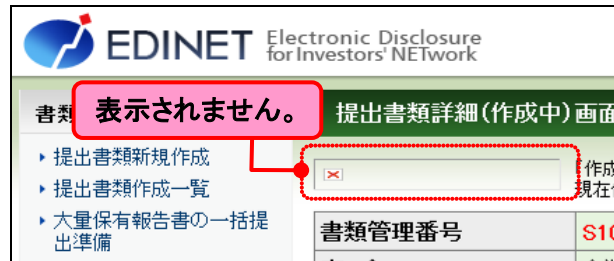 EDINET Electronic Disclosure
for Investors' NETwork
書類
表示されません。
提出書類詳細(作成中)画面
提出書類新規作成
提出書類作成一覧
大量保有報告書の一括提
出準備
「作成
現在
書類管理番号
S10